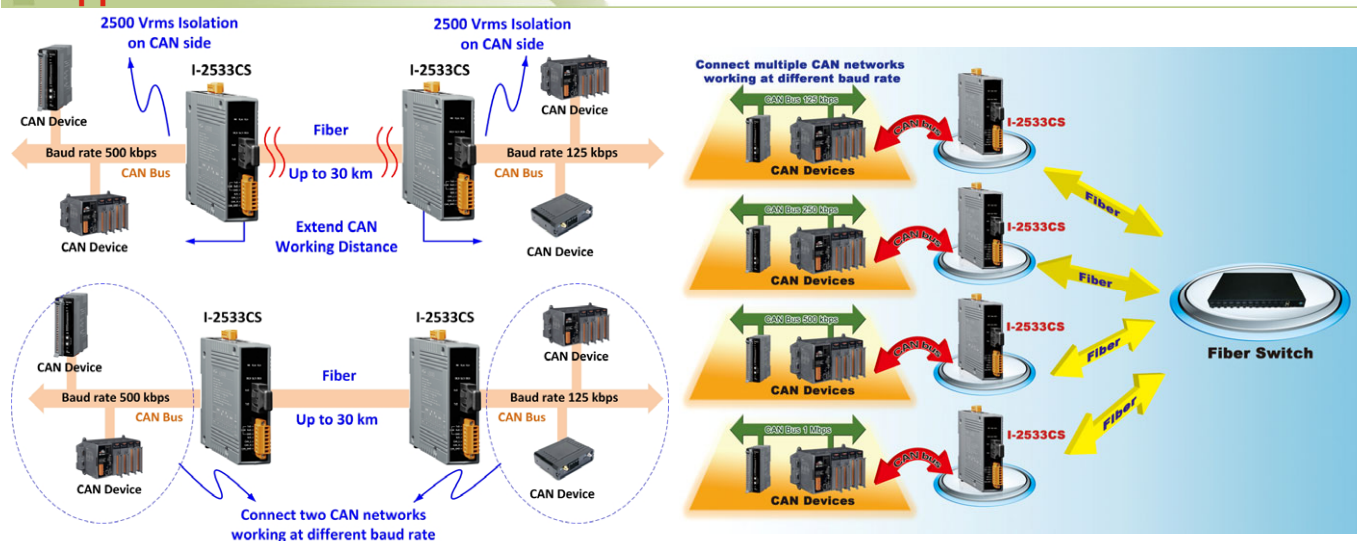 2500 Vrms Isolation
on CAN side
2500 Vrms Isolation
on CAN side
I-2533CS
I-2533CS
CAN Device
CAN Device
Fiber
Baud rate 500 kbps
Baud rate 125 kbps
CAN Bus
CAN Bus
Up to 30 km
CAN Device
CAN Device
Extend CAN
Working Distance
I-2533CS
I-2533CS
CAN Device
CAN Device
Fiber
Baud rate 500 kbps
Baud rate 125 kbps
CAN Bus
CAN Bus
Up to 30 km
CAN Device
CAN Device
Connect two CAN networks
working at different baud rate
Connect multiple CAN networks
working at different baud rate
CAN Bus 125 kbps
CAN bus
I-2533CS
CAN Devices
Fiber
CAN Bus 250 kbps
CAN bus
I-2533CS
CAN Devices
Fiber
CAN Bus 500 kbps
CAN bus
I-2533CS
CAN Devices
Fiber
CAN Bus 1 Mbps
CAN bus
I-2533CS
CAN Devices
Fiber
Fiber Switch